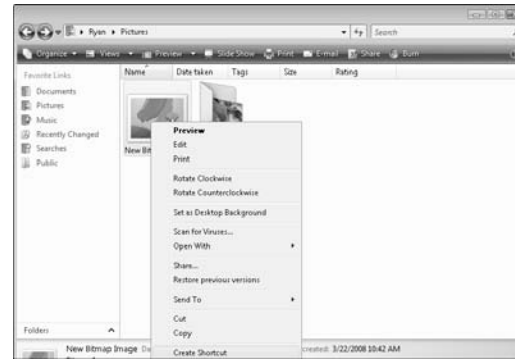 Ryan ▸ Pictures ▸
Search
Organize Views Preview Slide Show Print E-mail Share Burn
Favorite Links
Name Date taken Tags Size Rating
Documents
Pictures
Music
Recently Changed
Searches
Public
New Bit
Preview
Edit
Print
Rotate Clockwise
Rotate Counterclockwise
Set as Desktop Background
Scan for Viruses...
Open With
Share...
Restore previous versions
Send To
Cut
Copy
Create Shortcut
Folders
New Bitmap Image Da created: 3/22/2008 10:42 AM